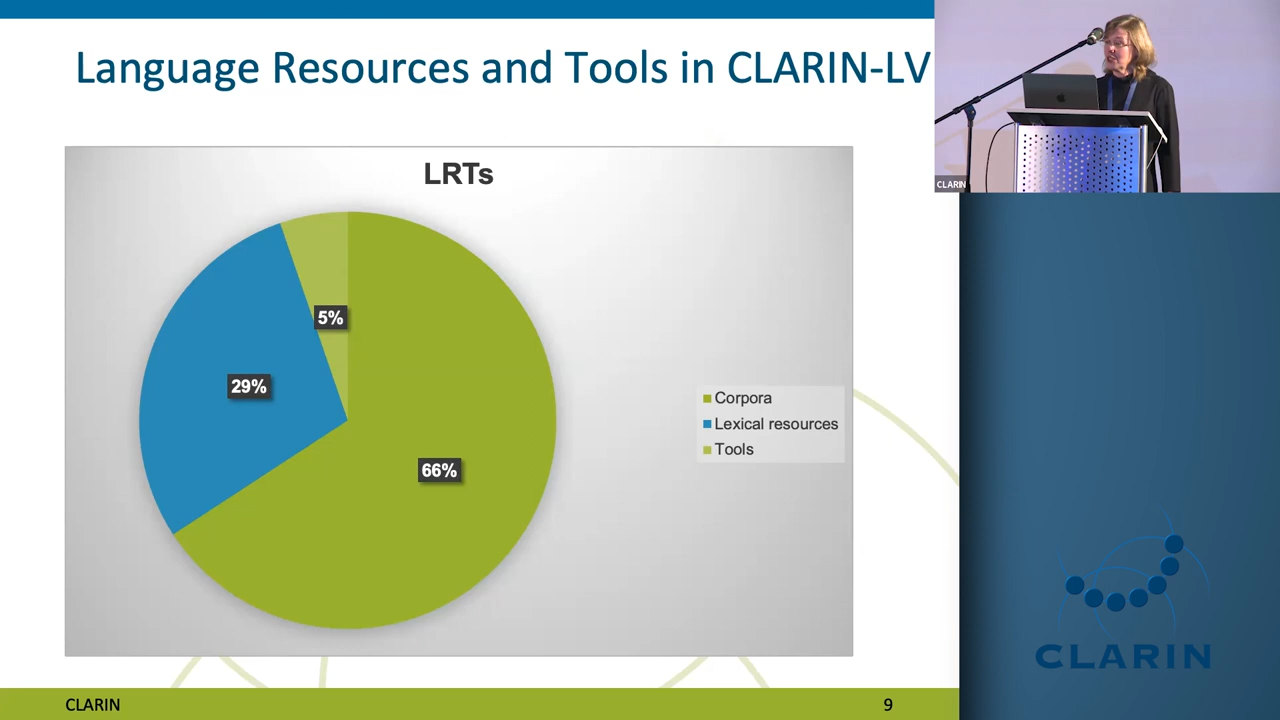 Language Resources and Tools in CLARIN-LV
CLARIN
LRTs
5%
29%
66%
Corpora
Lexical resources
Tools
CLARIN
CLARIN
9